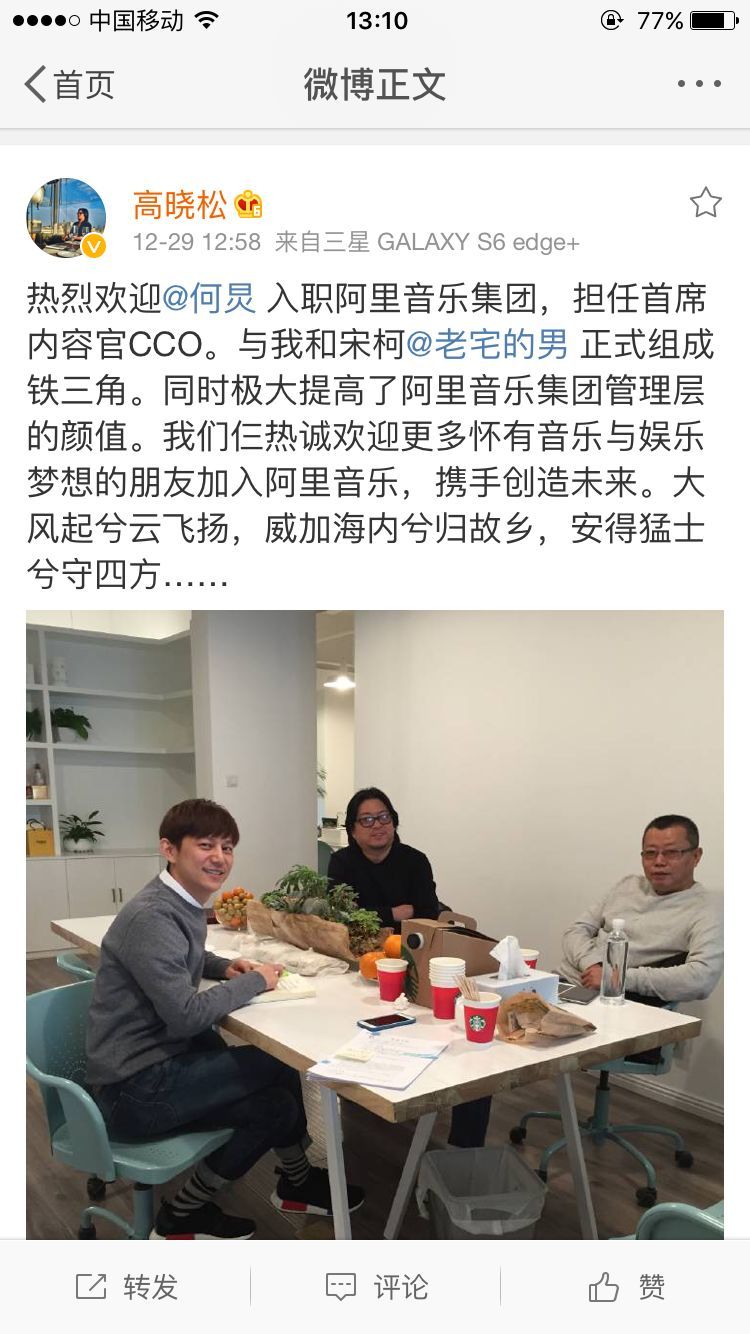 中国移动 13:10 77%
首页 微博正文
高晓松 6
12-29 12:58 来自三星 GALAXY S6 edge+
热烈欢迎@何炅 入职阿里音乐集团，担任首席
内容官CCO。与我和宋柯@老宅的男 正式组成
铁三角。同时极大提高了阿里音乐集团管理层
的颜值。我们仨热诚欢迎更多怀有音乐与娱乐
梦想的朋友加入阿里音乐，携手创造未来。大
风起兮云飞扬，威加海内兮归故乡，安得猛士
兮守四方……
转发 评论 赞